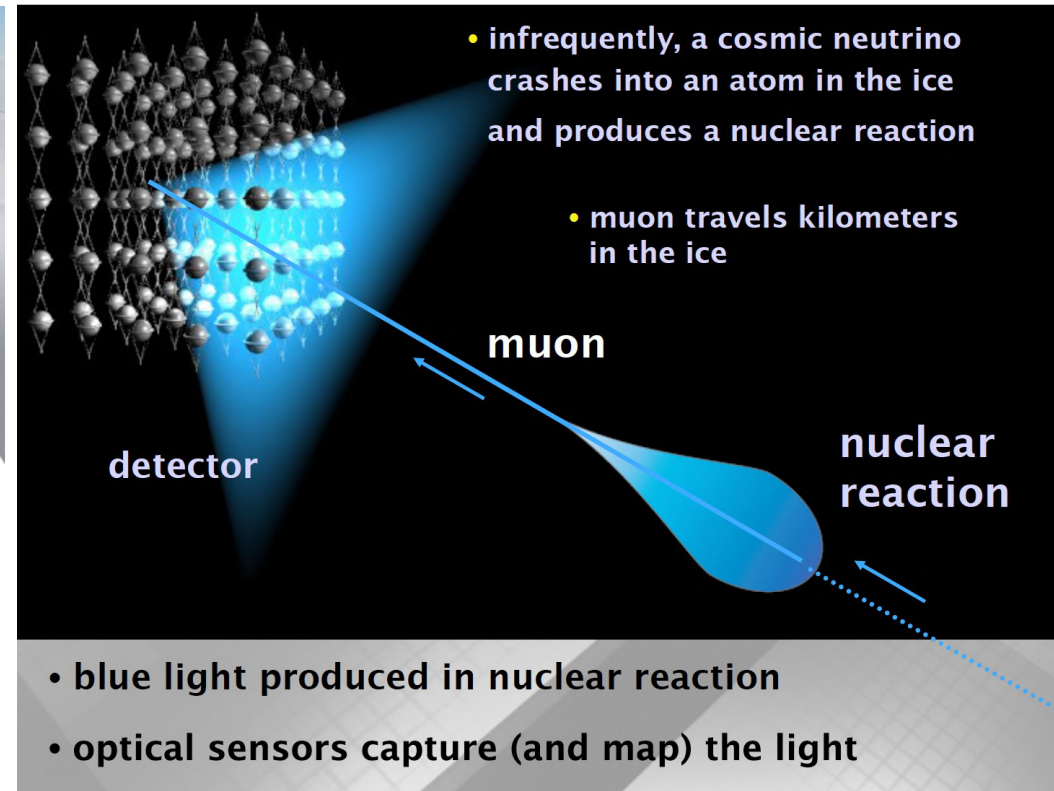 • infrequently, a cosmic neutrino
crashes into an atom in the ice
and produces a nuclear reaction
• muon travels kilometers
in the ice
muon
nuclear
reaction
detector
• blue light produced in nuclear reaction
• optical sensors capture (and map) the light